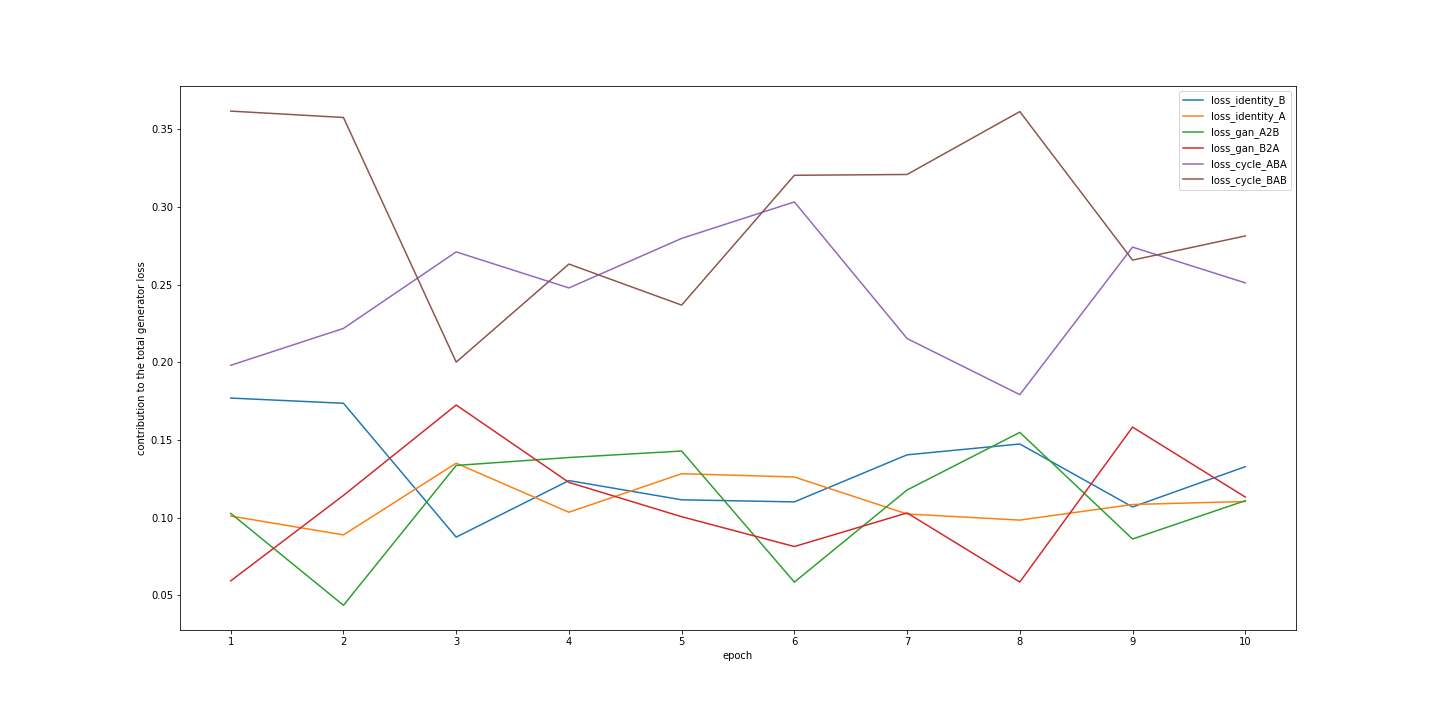 loss_identity_B
loss_identity_A
loss_gan_A2B
loss_gan_B2A
loss_cycle_ABA
loss_cycle_BAB
0.35
0.30
0.25
0.20
0.15
0.10
0.05
contribution to the total generator loss
1 2 3 4 5 6 7 8 9 10
epoch